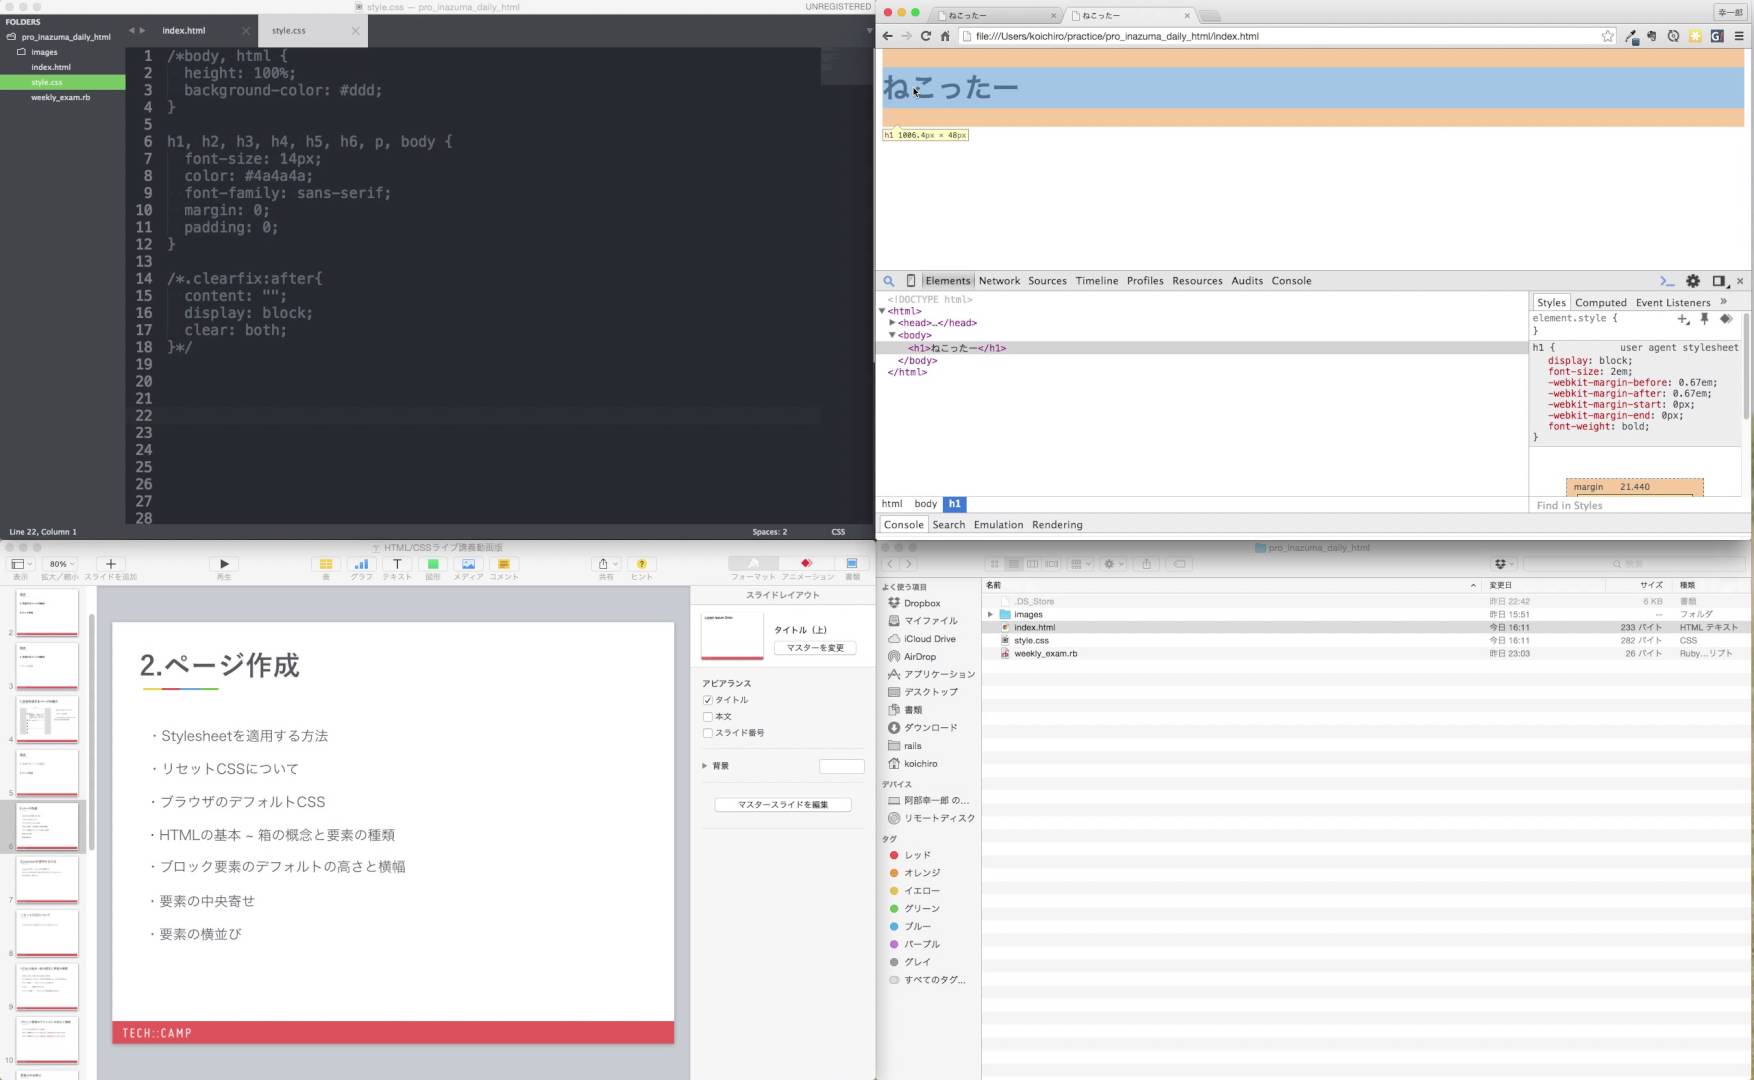 style.css — pro_inazuma_daily_html
UNREGISTERED
FOLDERS
pro_inazuma_daily_html
images
index.html
style.css
weekly_exam.rb
index.html
style.css
1 /*body, html {
2 height: 100%;
3 background-color: #ddd;
4 }
5
6 h1, h2, h3, h4, h5, h6, p, body {
7 font-size: 14px;
8 color: #4a4a4a;
9 font-family: sans-serif;
10 margin: 0;
11 padding: 0;
12 }
13
14 /*.clearfix:after{
15 content: "";
16 display: block;
17 clear: both;
18 }*/
19
20
21
22
23
24
25
26
27
28
Line 22, Column 1
Spaces: 2
CSS
ねこったー
ねこったー
幸一郎
file:///Users/koichiro/practice/pro_inazuma_daily_html/index.html
ねこったー
h1 1006.4px × 48px
Elements Network Sources Timeline Profiles Resources Audits Console
<!DOCTYPE html>
<html>
<head>…</head>
<body>
<h1>ねこったー</h1>
</body>
</html>
Styles Computed Event Listeners »
element.style {
}
h1 { user agent stylesheet
display: block;
font-size: 2em;
-webkit-margin-before: 0.67em;
-webkit-margin-after: 0.67em;
-webkit-margin-start: 0px;
-webkit-margin-end: 0px;
font-weight: bold;
}
margin 21.440
Find in Styles
html body h1
Console Search Emulation Rendering
HTML/CSSライブ講義動画版
80%
表示 拡大/縮小 スライドを追加 再生 表 グラフ テキスト 図形 メディア コメント 共有 ヒント フォーマット アニメーション 書類
2
3
4
5
6
7
8
9
10
2.ページ作成
・Stylesheetを適用する方法
・リセットCSSについて
・ブラウザのデフォルトCSS
・HTMLの基本 ~ 箱の概念と要素の種類
・ブロック要素のデフォルトの高さと横幅
・要素の中央寄せ
・要素の横並び
TECH::CAMP
スライドレイアウト
タイトル（上）
マスターを変更
アピアランス
タイトル
本文
スライド番号
背景
マスタースライドを編集
pro_inazuma_daily_html
検索
よく使う項目
Dropbox
マイファイル
iCloud Drive
AirDrop
アプリケーション
デスクトップ
書類
ダウンロード
rails
koichiro
デバイス
阿部幸一郎 の…
リモートディスク
タグ
レッド
オレンジ
イエロー
グリーン
ブルー
パープル
グレイ
すべてのタグ…
名前 変更日 サイズ 種類
.DS_Store 昨日 22:42 6 KB 書類
images 昨日 15:51 -- フォルダ
index.html 今日 16:11 233 バイト HTML テキスト
style.css 今日 16:11 282 バイト CSS
weekly_exam.rb 昨日 23:03 26 バイト Ruby…リプト